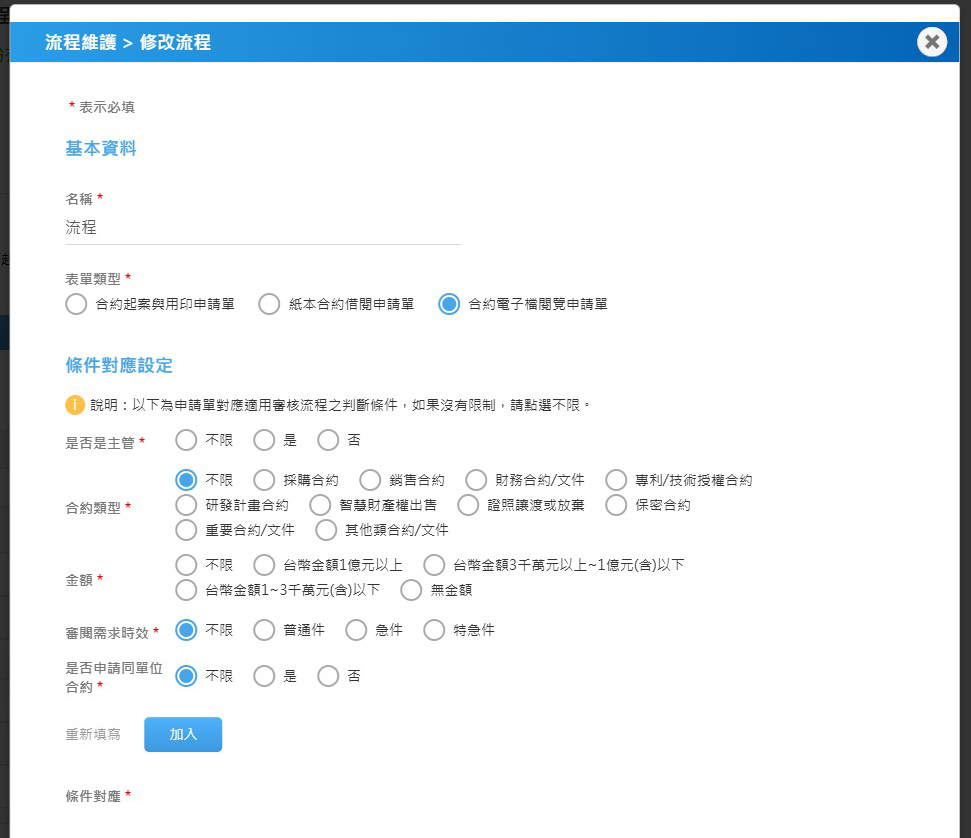 流程維護 > 修改流程
* 表示必填
基本資料
名稱 *
流程
表單類型 *
合約起案與用印申請單 紙本合約借閱申請單 合約電子檔閱覽申請單
條件對應設定
說明：以下為申請單對應適用審核流程之判斷條件，如果沒有限制，請點選不限。
是否是主管 * 不限 是 否
不限 採購合約 銷售合約 財務合約/文件 專利/技術授權合約
合約類型 * 研發計畫合約 智慧財產權出售 證照讓渡或放棄 保密合約
重要合約/文件 其他類合約/文件
不限 台幣金額1億元以上 台幣金額3千萬元以上~1億元(含)以下
金額 *
台幣金額1~3千萬元(含)以下 無金額
審閱需求時效 * 不限 普通件 急件 特急件
是否申請同單位
合約 * 不限 是 否
重新填寫 加入
條件對應 *